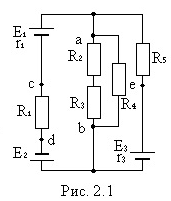 E₁
r₁
a
R₂
R₅
c
e
R₁
R₃
R₄
d
b
E₂
E₃
r₃
Рис. 2.1